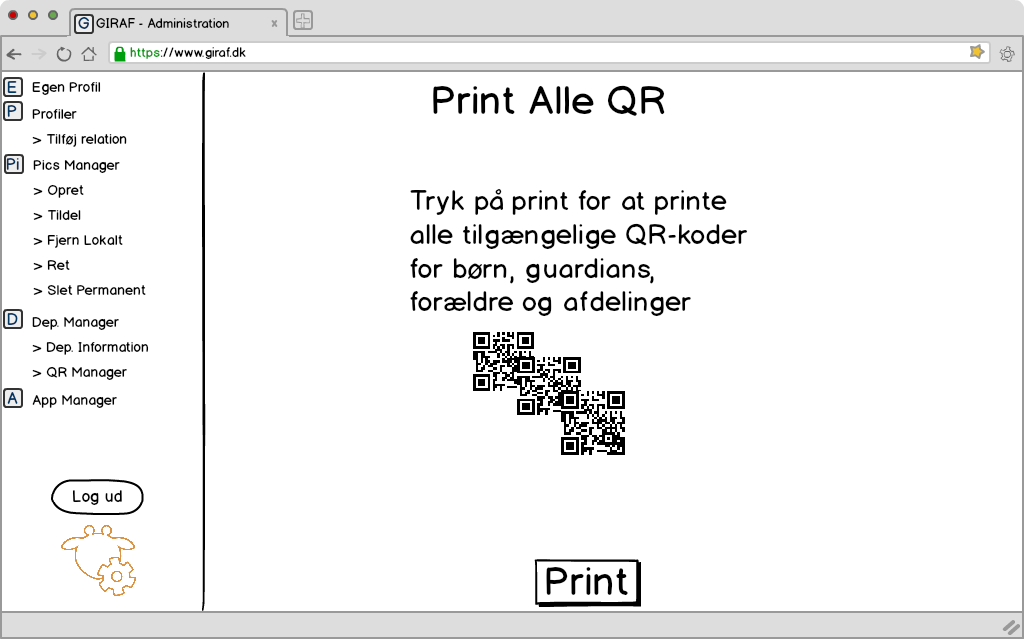 G GIRAF - Administration x
https://www.giraf.dk
E Egen Profil
P Profiler
> Tilføj relation
Pi Pics Manager
> Opret
> Tildel
> Fjern Lokalt
> Ret
> Slet Permanent
D Dep. Manager
> Dep. Information
> QR Manager
A App Manager
Log ud
Print Alle QR
Tryk på print for at printe
alle tilgængelige QR-koder
for børn, guardians,
forældre og afdelinger
Print